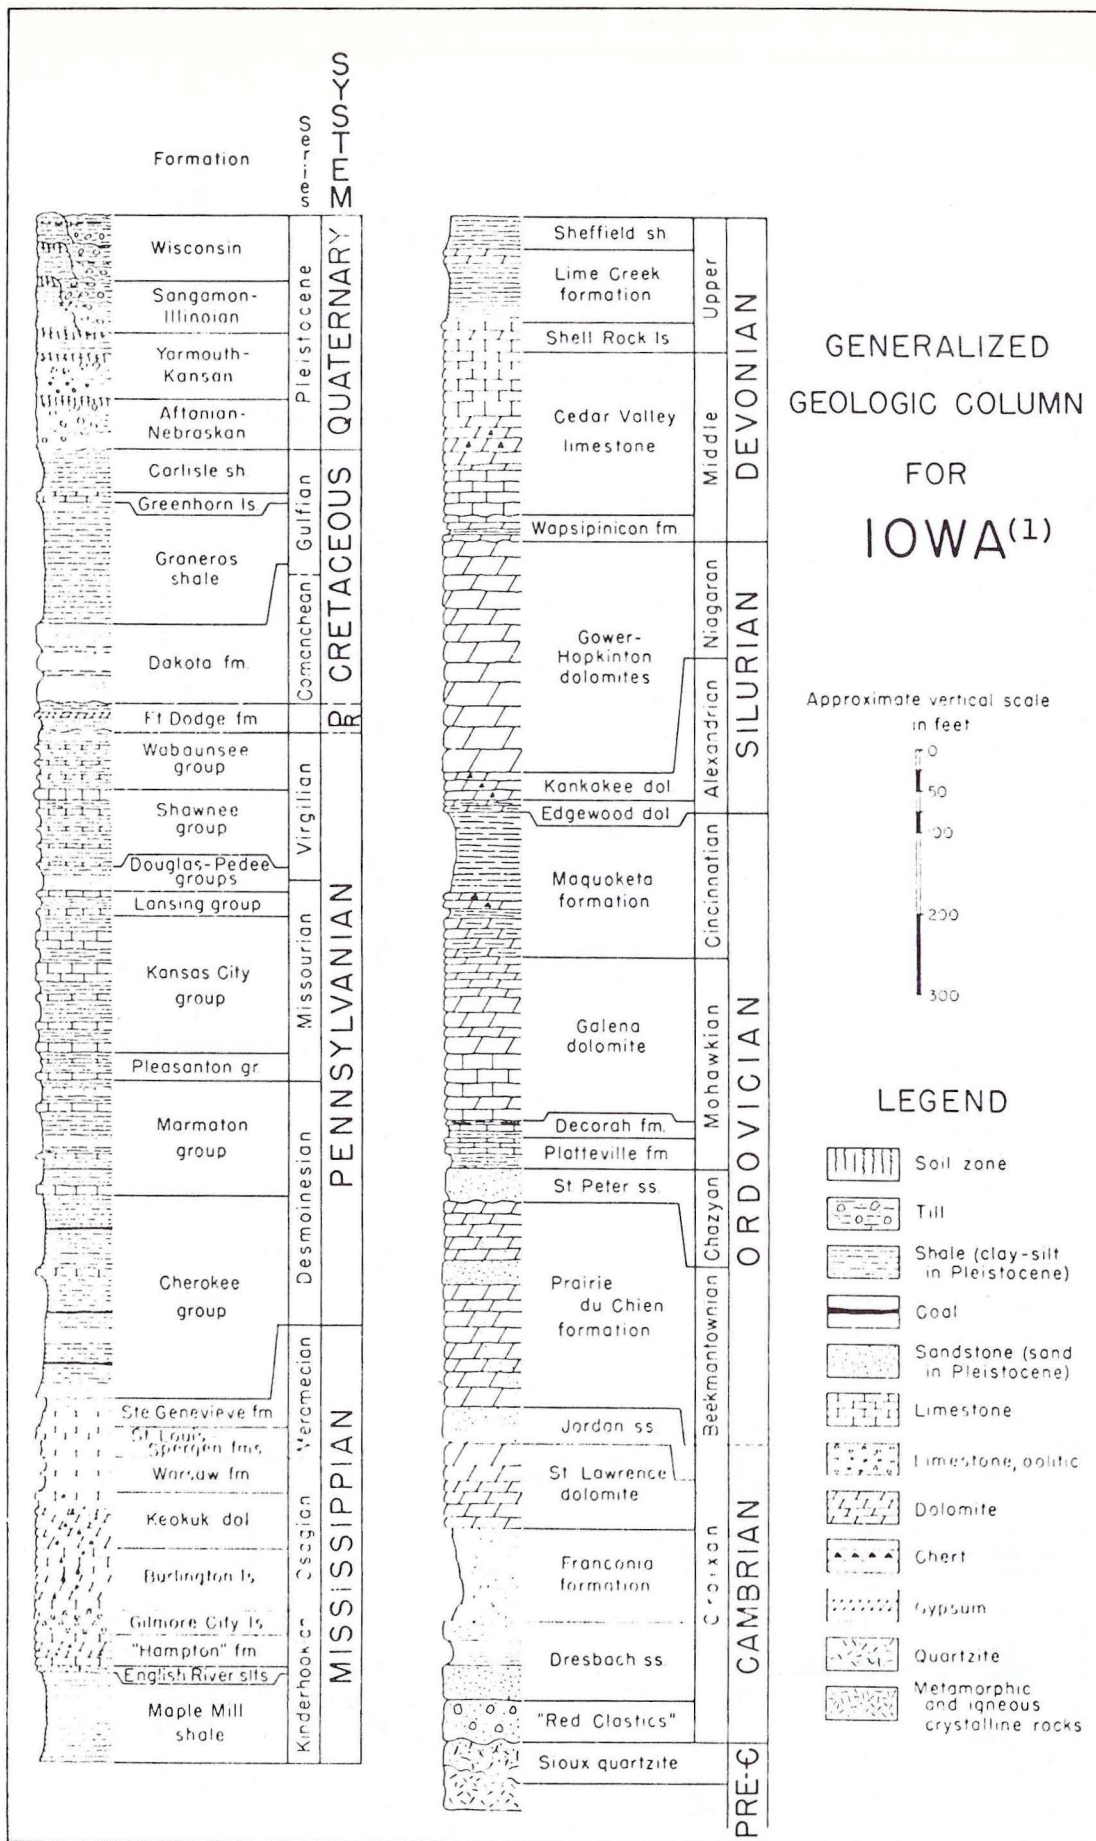 Formation
Series
SYSTEM
Wisconsin
Sangamon-
Illinoian
Yarmouth-
Kansan
Aftonian-
Nebraskan
Pleistocene
QUATERNARY
Carlisle sh.
Greenhorn ls.
Graneros
shale
Dakota fm.
Gulfian
Comanchean
CRETACEOUS
Ft Dodge fm
PR
Wabaunsee
group
Shawnee
group
Douglas-Pedee
groups
Virgilian
Lansing group
Kansas City
group
Pleasanton gr.
Missourian
Marmaton
group
Cherokee
group
Desmoinesian
PENNSYLVANIAN
Ste Genevieve fm
St Louis
Spergen fms
Warsaw fm
Meramecian
Keokuk dol
Burlington ls
Osagian
Gilmore City ls
"Hampton" fm
English River slts
Maple Mill
shale
Kinderhookian
MISSISSIPPIAN
Sheffield sh.
Lime Creek
formation
Shell Rock ls
Upper
Cedar Valley
limestone
Wapsipinicon fm
Middle
DEVONIAN
Gower-
Hopkinton
dolomites
Niagaran
Kankakee dol.
Edgewood dol
Alexandrian
SILURIAN
Maquoketa
formation
Cincinnatian
Galena
dolomite
Decorah fm.
Platteville fm
Mohawkian
St. Peter ss.
Chazyan
Prairie
du Chien
formation
Beekmantownian
ORDOVICIAN
Jordan ss
St Lawrence
dolomite
Franconia
formation
Dresbach ss.
"Red Clastics"
Croixan
CAMBRIAN
Sioux quartzite
PRE-Є
GENERALIZED
GEOLOGIC COLUMN
FOR
IOWA(1)
Approximate vertical scale
in feet
0
50
100
200
300
LEGEND
Soil zone
Till
Shale (clay-silt
in Pleistocene)
Coal
Sandstone (sand
in Pleistocene)
Limestone
Limestone, oolitic
Dolomite
Chert
Gypsum
Quartzite
Metamorphic
and igneous
crystalline rocks